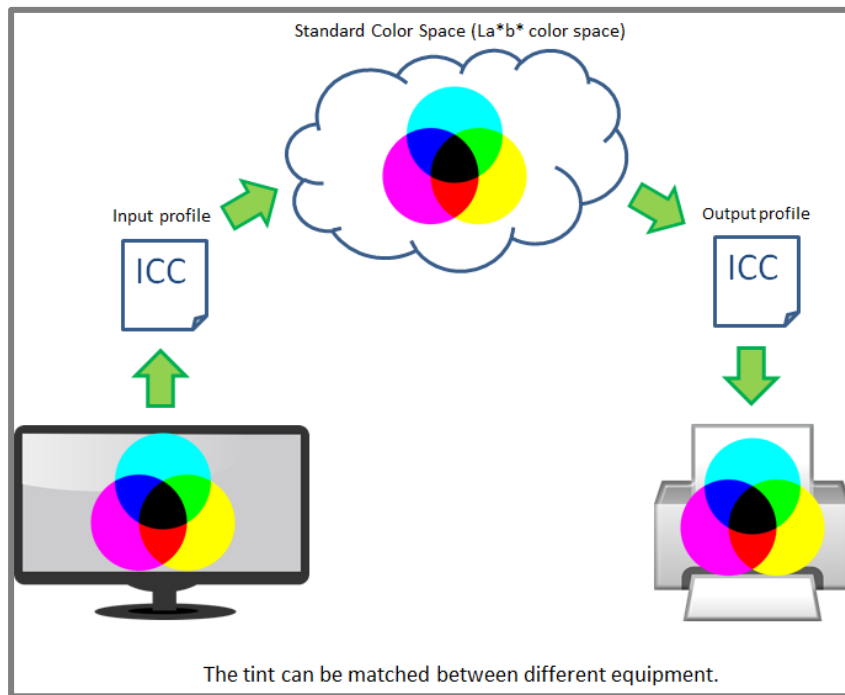 Standard Color Space (La*b* color space)
Input profile
Output profile
ICC
ICC
The tint can be matched between different equipment.